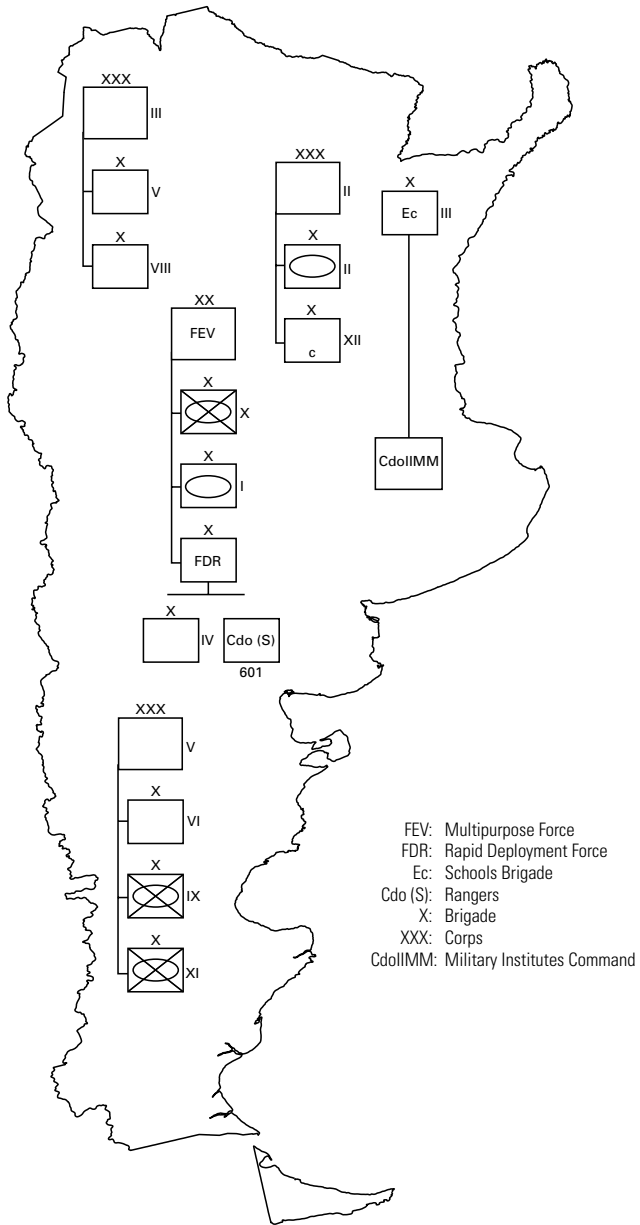 XXX
III
X
V
X
VIII
XXX
II
X
II
X
XII
c
X
Ec III
CdoIIMM
XX
FEV
X
X
X
I
X
FDR
X
IV
Cdo (S)
601
XXX
V
X
VI
X
IX
X
XI
FEV: Multipurpose Force
FDR: Rapid Deployment Force
Ec: Schools Brigade
Cdo (S): Rangers
X: Brigade
XXX: Corps
CdoIIMM: Military Institutes Command